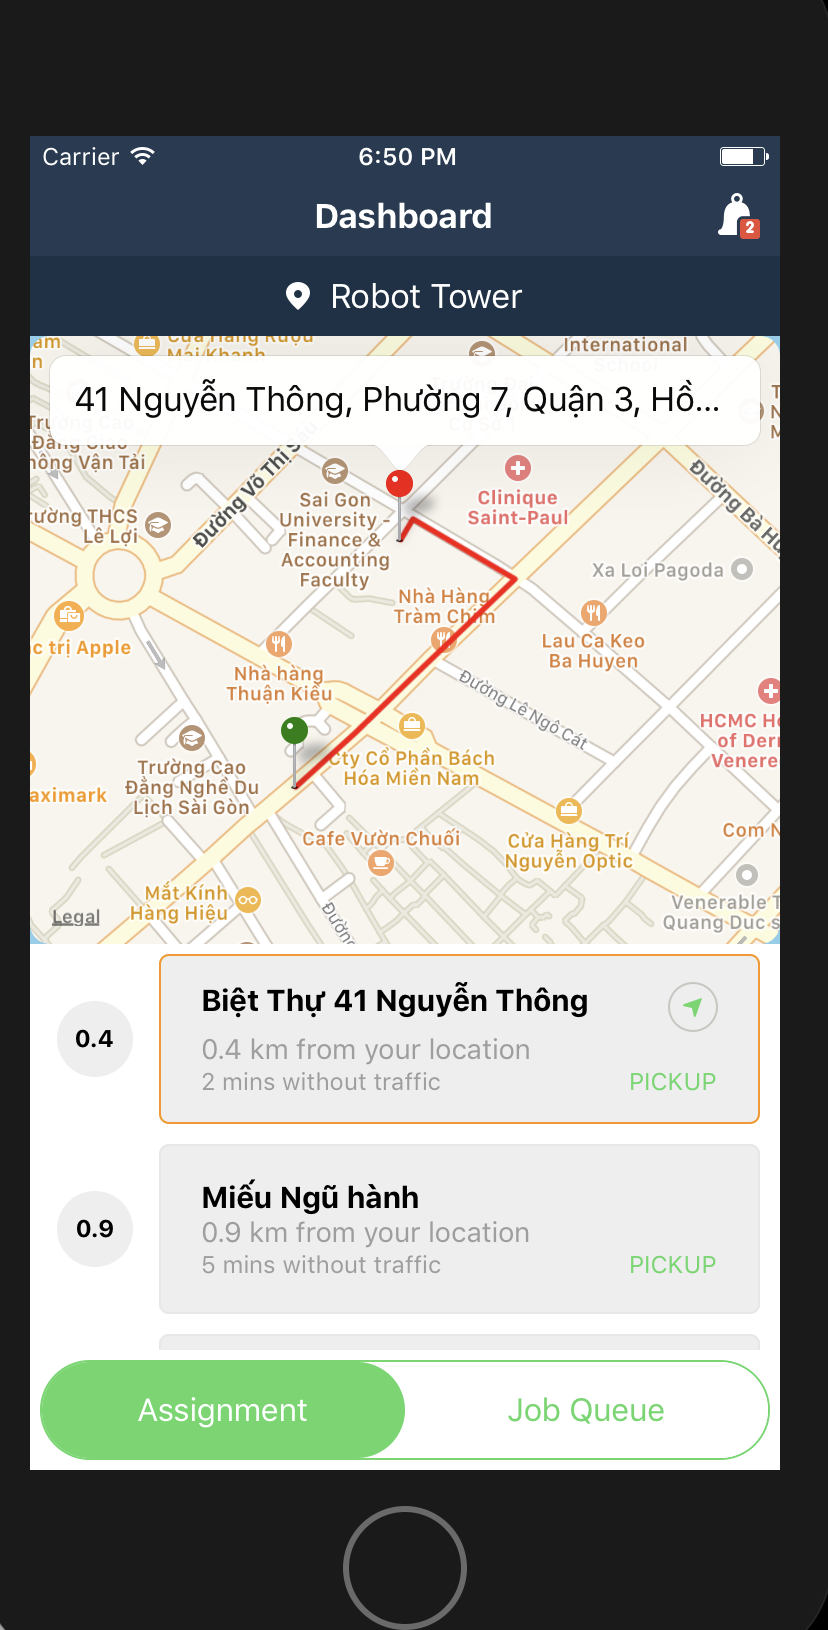 Carrier
6:50 PM
Dashboard
2
Robot Tower
International
School
41 Nguyễn Thông, Phường 7, Quận 3, Hồ...
Đường Võ Thị Sáu
hông Vận Tải
Sai Gon
University -
Finance &
Accounting
Faculty
Clinique
Saint-Paul
ường THCS
Lê Lợi
Xa Loi Pagoda
Nhà Hàng
Tràm Chim
Lau Ca Keo
Ba Huyen
c trị Apple
Nhà hàng
Thuận Kiều
Đường Lê Ngô Cát
HCMC H
of Der
Venere
Trường Cao
Đẳng Nghề Du
Lịch Sài Gòn
Cty Cổ Phần Bách
Hóa Miền Nam
aximark
Cafe Vườn Chuối
Cửa Hàng Trí
Nguyễn Optic
Com
Mắt Kính
Hàng Hiệu
Đường
Venerable T
Quang Duc s
Legal
0.4
Biệt Thự 41 Nguyễn Thông
0.4 km from your location
2 mins without traffic
PICKUP
0.9
Miếu Ngũ hành
0.9 km from your location
5 mins without traffic
PICKUP
Assignment
Job Queue